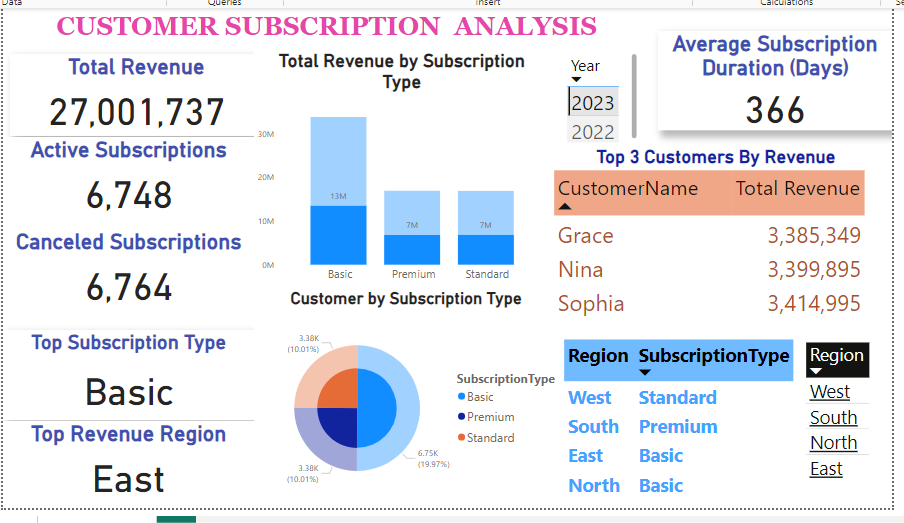 Data
Queries
Insert
Calculations
CUSTOMER SUBSCRIPTION ANALYSIS
Total Revenue
27,001,737
Active Subscriptions
6,748
Canceled Subscriptions
6,764
Top Subscription Type
Basic
Top Revenue Region
East
Total Revenue by Subscription
Type
30M
20M
10M
0M
13M
7M
7M
Basic
Premium
Standard
Customer by Subscription Type
3.38K
(10.01%)
3.38K
(10.01%)
6.75K
(19.97%)
SubscriptionType
Basic
Premium
Standard
Year
2023
2022
Average Subscription
Duration (Days)
366
Top 3 Customers By Revenue
CustomerName Total Revenue
Grace 3,385,349
Nina 3,399,895
Sophia 3,414,995
Region SubscriptionType
West Standard
South Premium
East Basic
North Basic
Region
West
South
North
East